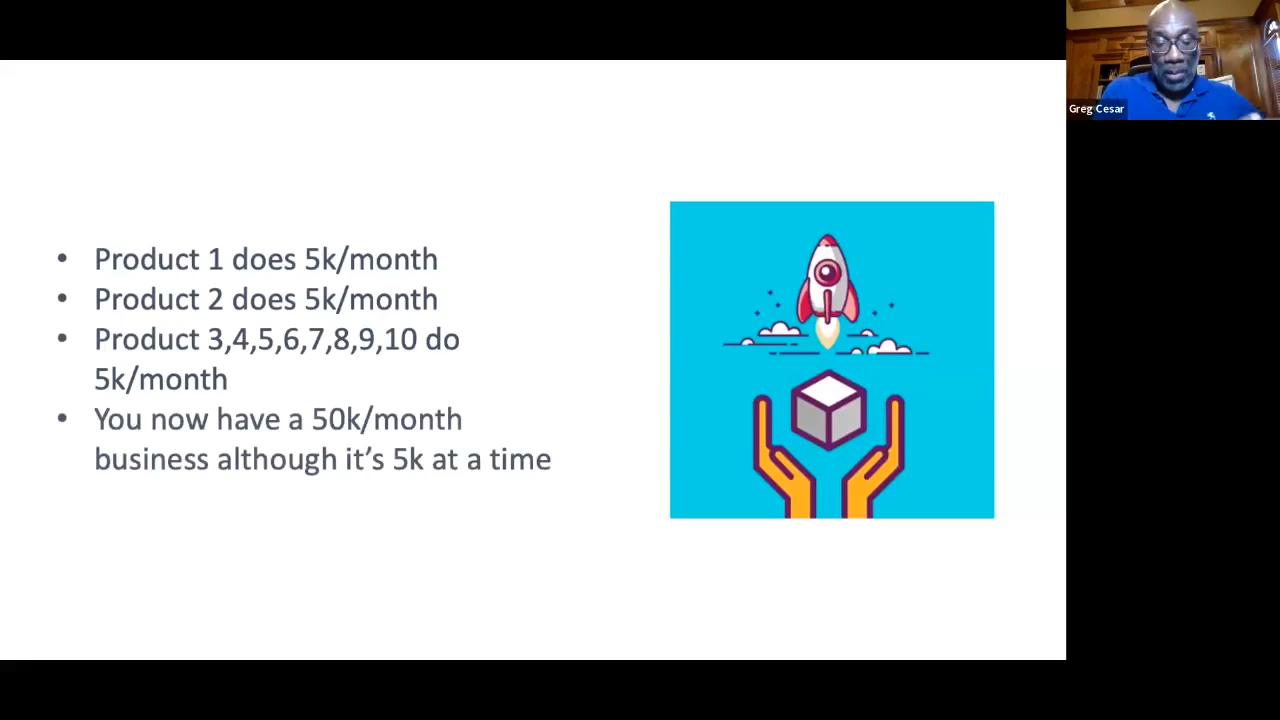 • Product 1 does 5k/month
• Product 2 does 5k/month
• Product 3,4,5,6,7,8,9,10 do
5k/month
• You now have a 50k/month
business although it’s 5k at a time
Greg Cesar